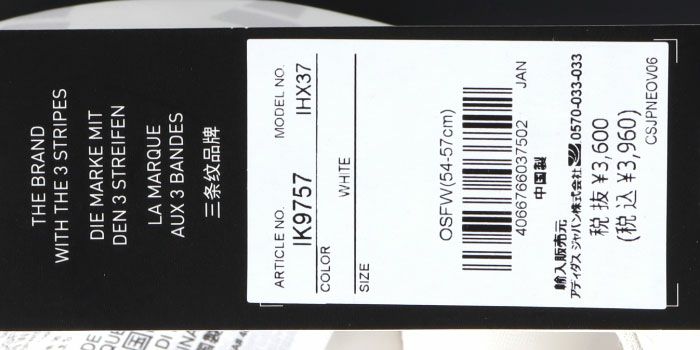 THE BRAND
WITH THE 3 STRIPES
DIE MARKE MIT
DEN 3 STREIFEN
LA MARQUE
AUX 3 BANDES
三条纹品牌
ARTICLE NO. MODEL NO.
IK9757 IHX37
COLOR
WHITE
SIZE
OSFW(54-57cm)
4066766037502 JAN
中国製
輸入販売元
アディダス ジャパン株式会社 0570-033-033
税抜 ¥3,600
(税込 ¥3,960)
CSJPNEOV06